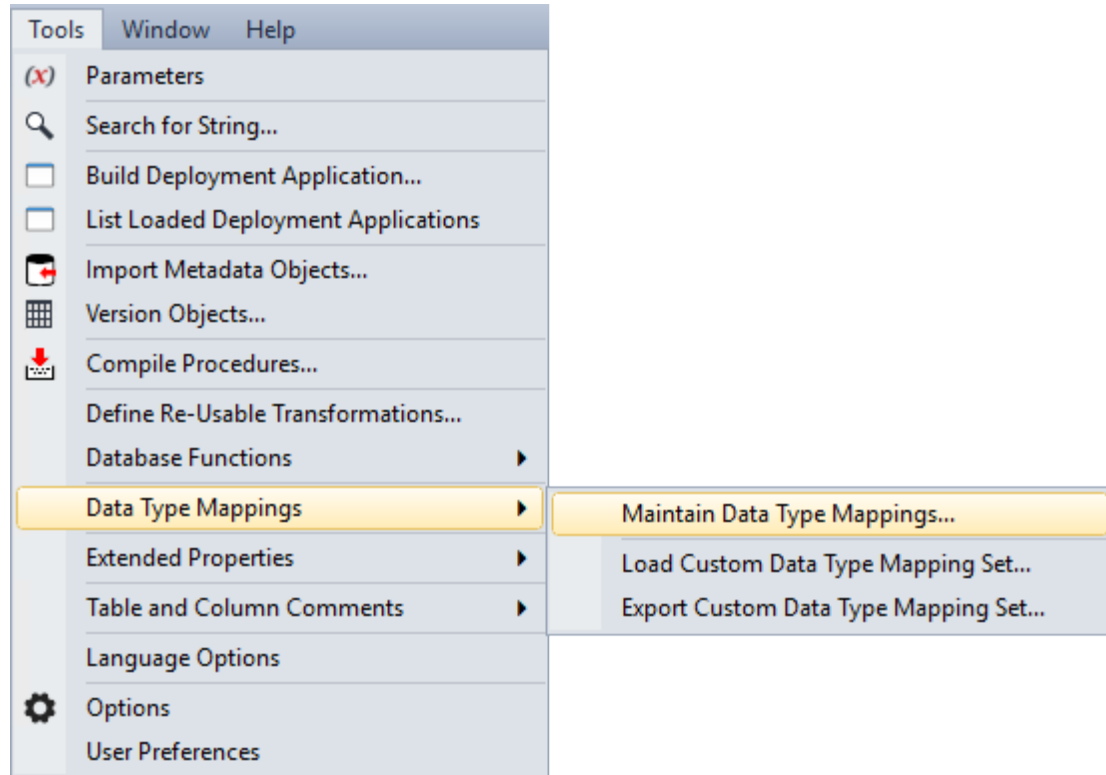 Tools Window Help
(x) Parameters
Search for String...
Build Deployment Application...
List Loaded Deployment Applications
Import Metadata Objects...
Version Objects...
Compile Procedures...
Define Re-Usable Transformations...
Database Functions
Data Type Mappings
Maintain Data Type Mappings...
Extended Properties
Load Custom Data Type Mapping Set...
Table and Column Comments
Export Custom Data Type Mapping Set...
Language Options
Options
User Preferences